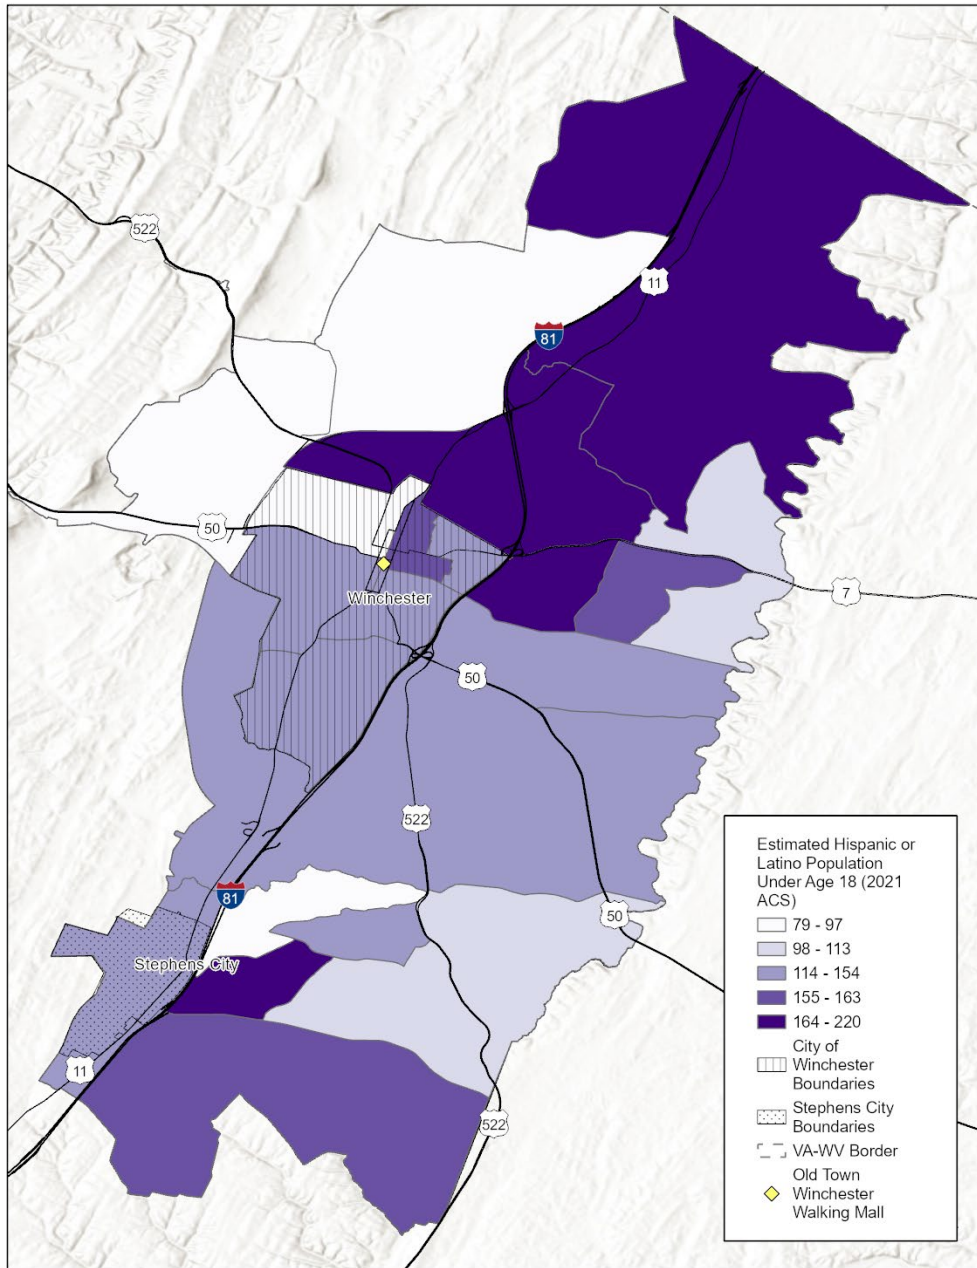 522
11
81
50
Winchester
7
50
522
81
50
Stephens City
11
522
Estimated Hispanic or
Latino Population
Under Age 18 (2021
ACS)
79 - 97
98 - 113
114 - 154
155 - 163
164 - 220
City of
Winchester
Boundaries
Stephens City
Boundaries
VA-WV Border
Old Town
Winchester
Walking Mall